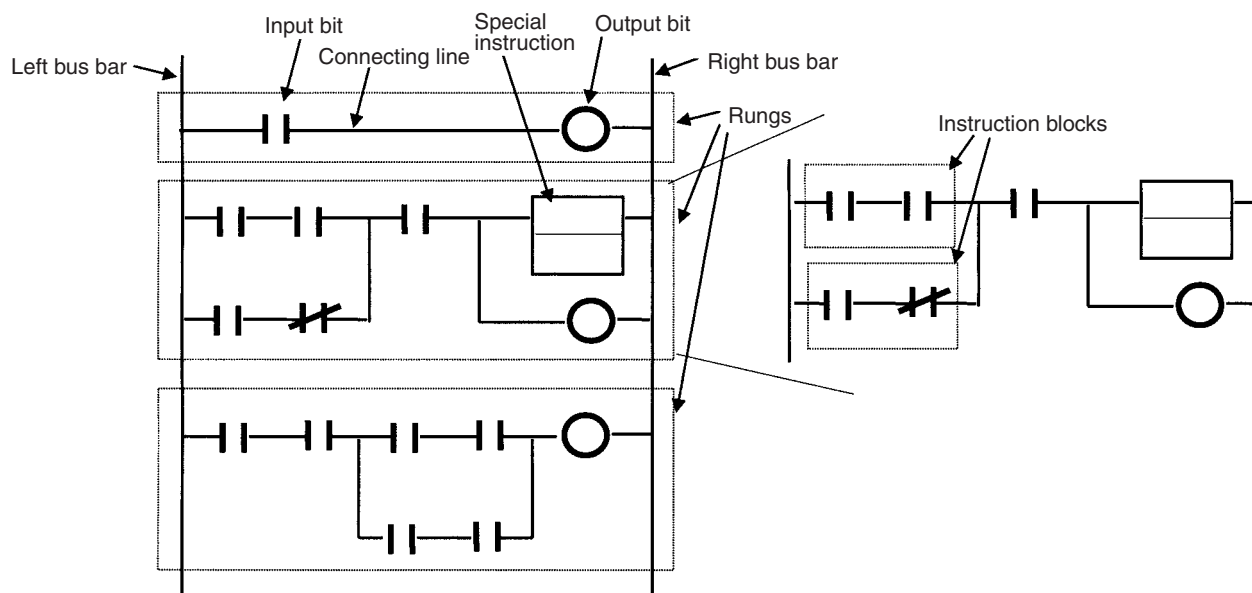 Input bit
Special
instruction
Output bit
Left bus bar
Connecting line
Right bus bar
Rungs
Instruction blocks